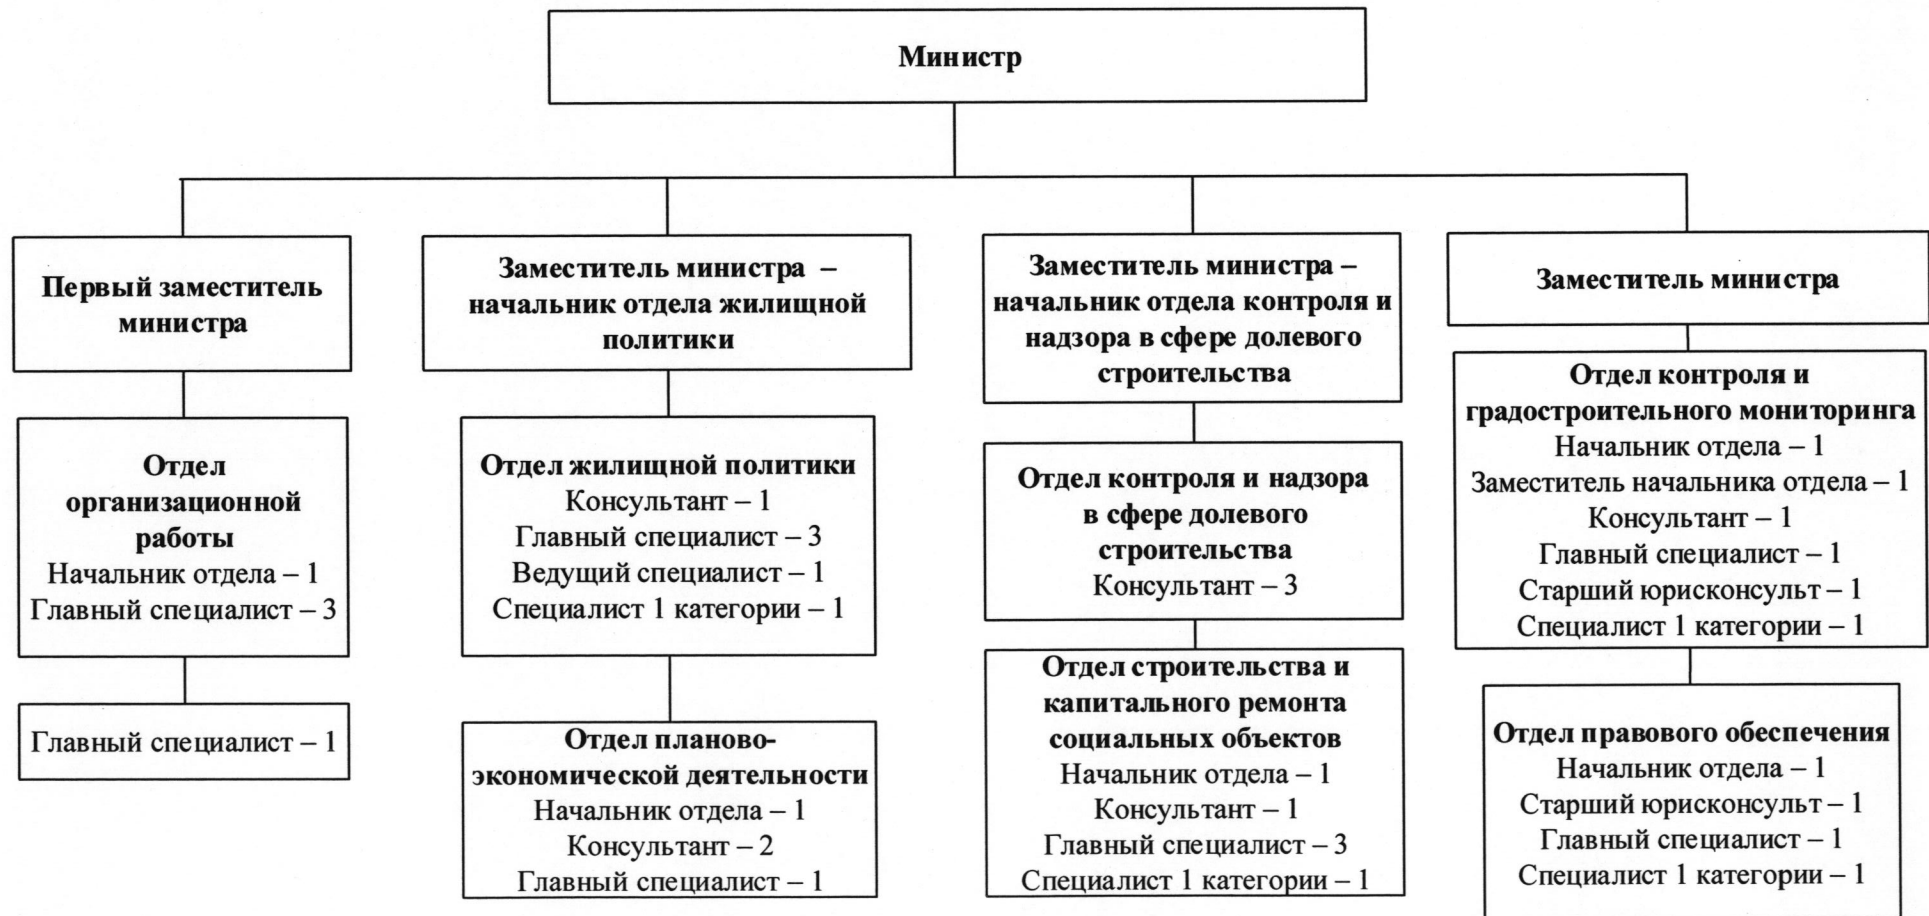 Министр
Первый заместитель
министра
Заместитель министра –
начальник отдела жилищной
политики
Заместитель министра –
начальник отдела контроля и
надзора в сфере долевого
строительства
Заместитель министра
Отдел
организационной
работы
Начальник отдела – 1
Главный специалист – 3
Главный специалист – 1
Отдел жилищной политики
Консультант – 1
Главный специалист – 3
Ведущий специалист – 1
Специалист 1 категории – 1
Отдел планово-
экономической деятельности
Начальник отдела – 1
Консультант – 2
Главный специалист – 1
Отдел контроля и надзора
в сфере долевого
строительства
Консультант – 3
Отдел строительства и
капитального ремонта
социальных объектов
Начальник отдела – 1
Консультант – 1
Главный специалист – 3
Специалист 1 категории – 1
Отдел контроля и
градостроительного мониторинга
Начальник отдела – 1
Заместитель начальника отдела – 1
Консультант – 1
Главный специалист – 1
Старший юрисконсульт – 1
Специалист 1 категории – 1
Отдел правового обеспечения
Начальник отдела – 1
Старший юрисконсульт – 1
Главный специалист – 1
Специалист 1 категории – 1